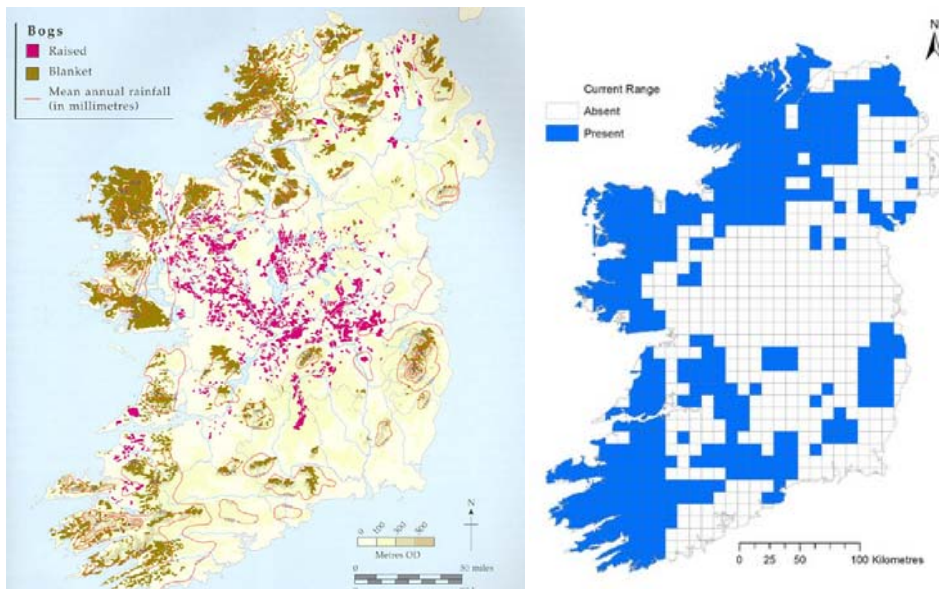 Bogs
Raised
Blanket
Mean annual rainfall
(in millimetres)
N
0 100 300 500
Metres OD
0 50 miles
0
N
Current Range
Absent
Present
0 25 50 100 Kilometres